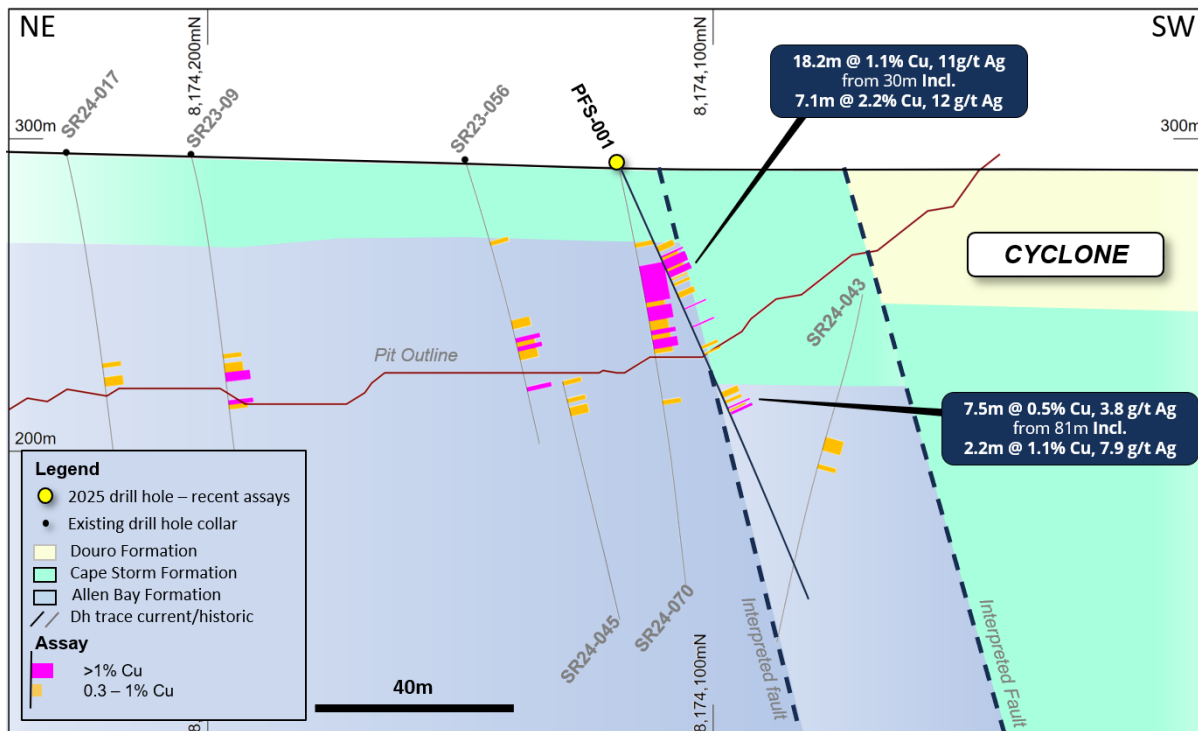 NE
SW
8,174,200mN
8,174,100mN
SR24-017
SR23-09
SR23-056
PFS-001
18.2m @ 1.1% Cu, 11g/t Ag
from 30m Incl.
7.1m @ 2.2% Cu, 12 g/t Ag
300m
300m
CYCLONE
SR24-043
Pit Outline
7.5m @ 0.5% Cu, 3.8 g/t Ag
from 81m Incl.
2.2m @ 1.1% Cu, 7.9 g/t Ag
200m
Legend
2025 drill hole – recent assays
Existing drill hole collar
Douro Formation
Cape Storm Formation
Allen Bay Formation
Dh trace current/historic
Assay
>1% Cu
0.3 – 1% Cu
40m
SR24-045
SR24-070
8,174,100mN
Interpreted fault
Interpreted Fault